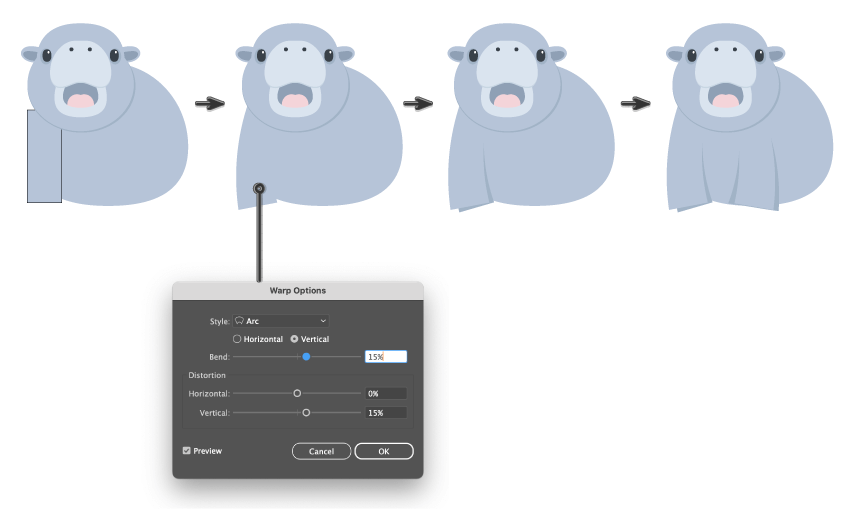 Warp Options
Style: Arc
Horizontal Vertical
Bend: 15%
Distortion
Horizontal: 0%
Vertical: 15%
Preview Cancel OK